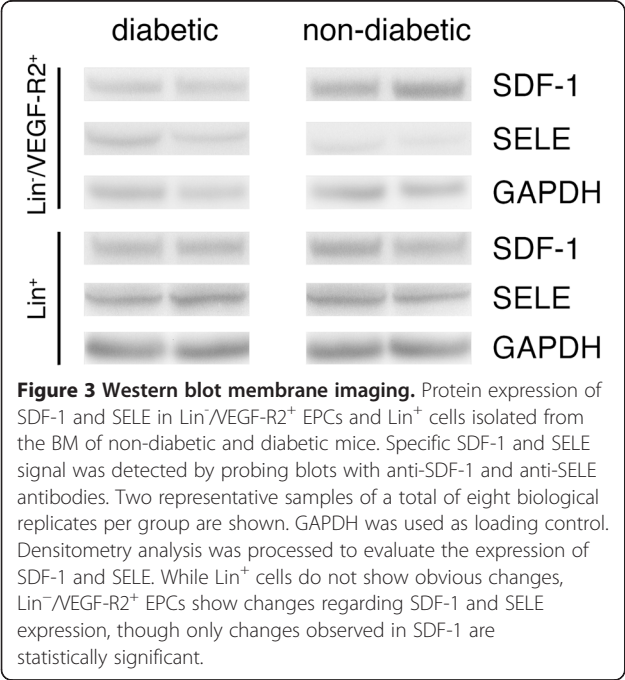 diabetic non-diabetic
Lin⁻/VEGF-R2⁺
SDF-1
SELE
GAPDH
Lin⁺
SDF-1
SELE
GAPDH
Figure 3 Western blot membrane imaging. Protein expression of
SDF-1 and SELE in Lin⁻/VEGF-R2⁺ EPCs and Lin⁺ cells isolated from
the BM of non-diabetic and diabetic mice. Specific SDF-1 and SELE
signal was detected by probing blots with anti-SDF-1 and anti-SELE
antibodies. Two representative samples of a total of eight biological
replicates per group are shown. GAPDH was used as loading control.
Densitometry analysis was processed to evaluate the expression of
SDF-1 and SELE. While Lin⁺ cells do not show obvious changes,
Lin⁻/VEGF-R2⁺ EPCs show changes regarding SDF-1 and SELE
expression, though only changes observed in SDF-1 are
statistically significant.